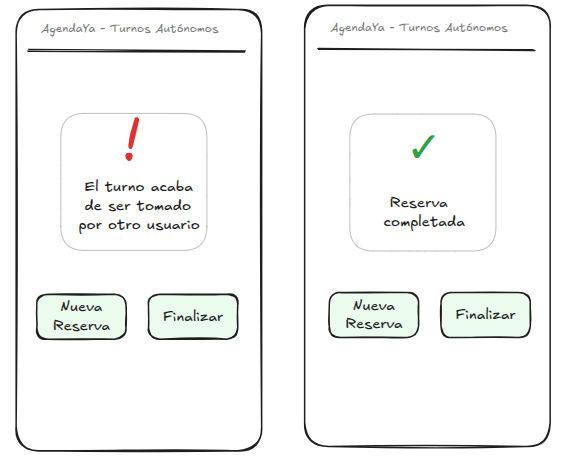 AgendaYa - Turnos Autónomos
!
El turno acaba
de ser tomado
por otro usuario
Nueva
Reserva
Finalizar
AgendaYa - Turnos Autónomos
✓
Reserva
completada
Nueva
Reserva
Finalizar